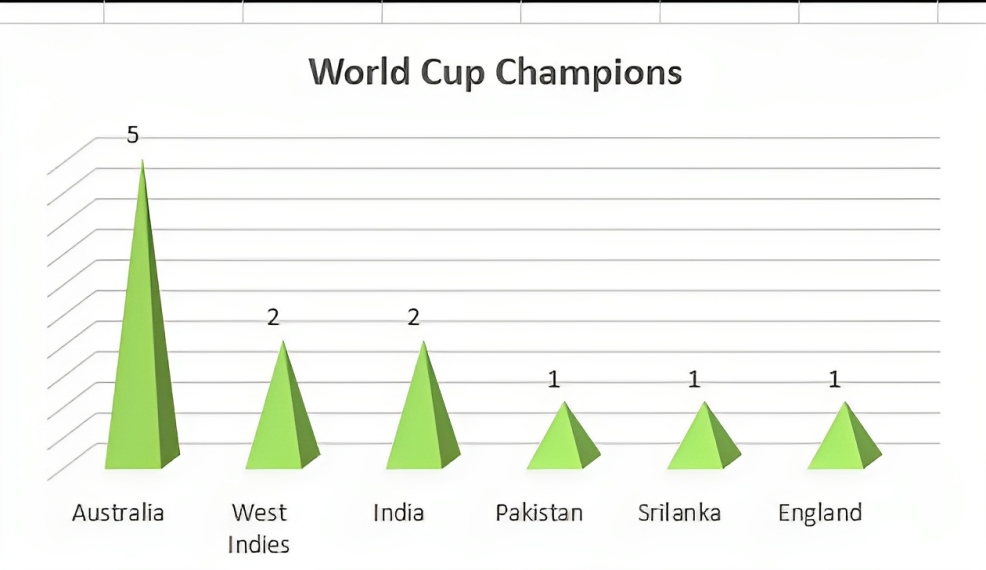 World Cup Champions
5
2
2
1
1
1
Australia
West
Indies
India
Pakistan
Srilanka
England